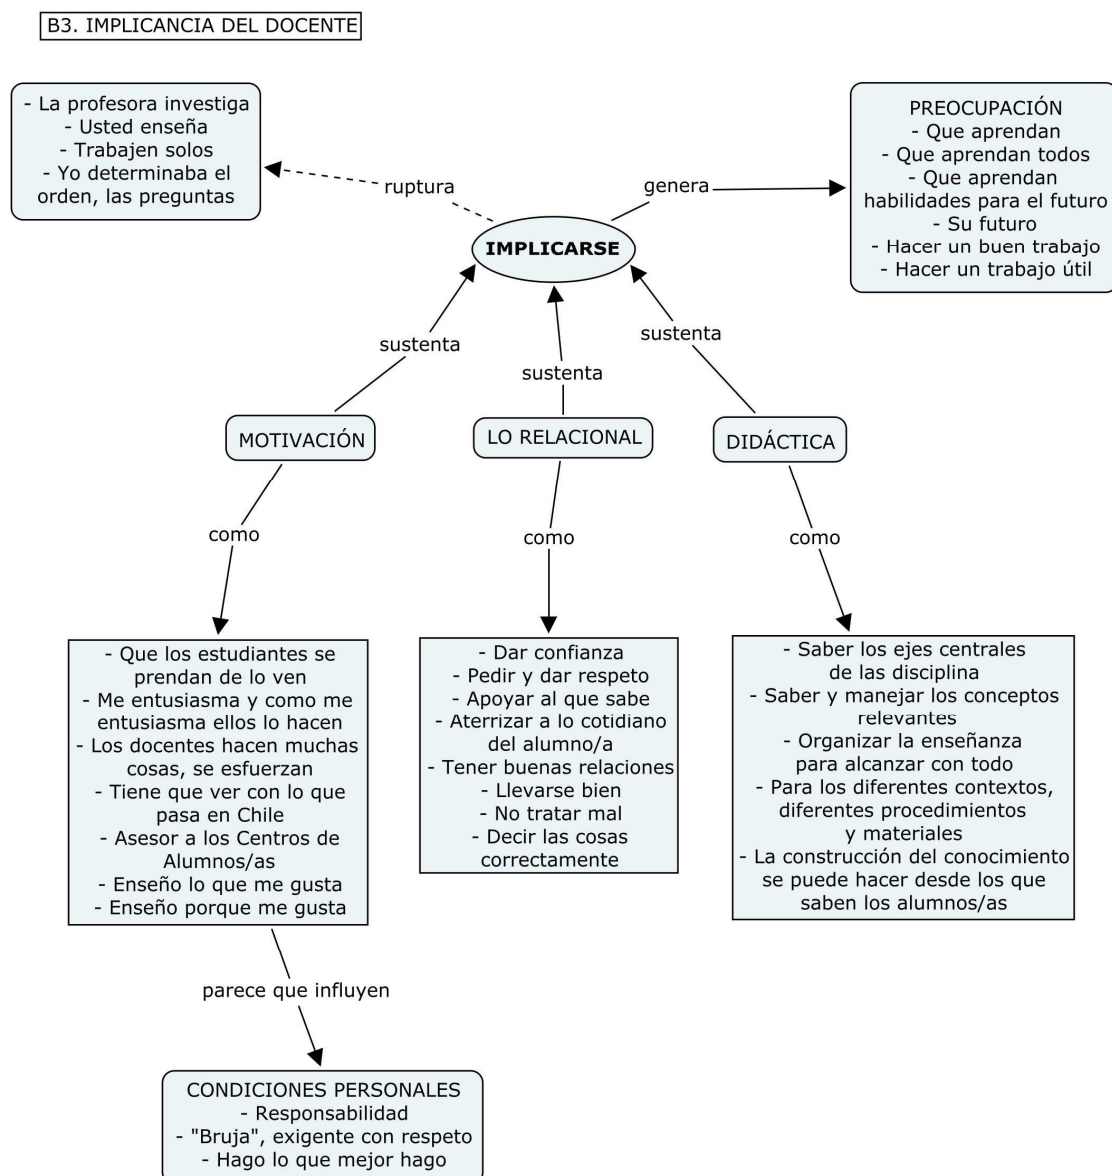 B3. IMPLICANCIA DEL DOCENTE
- La profesora investiga
- Usted enseña
- Trabajen solos
- Yo determinaba el
orden, las preguntas
PREOCUPACIÓN
- Que aprendan
- Que aprendan todos
- Que aprendan
habilidades para el futuro
- Su futuro
- Hacer un buen trabajo
- Hacer un trabajo útil
ruptura
genera
IMPLICARSE
sustenta
sustenta
sustenta
MOTIVACIÓN
LO RELACIONAL
DIDÁCTICA
como
como
como
- Que los estudiantes se
prendan de lo ven
- Me entusiasma y como me
entusiasma ellos lo hacen
- Los docentes hacen muchas
cosas, se esfuerzan
- Tiene que ver con lo que
pasa en Chile
- Asesor a los Centros de
Alumnos/as
- Enseño lo que me gusta
- Enseño porque me gusta
- Dar confianza
- Pedir y dar respeto
- Apoyar al que sabe
- Aterrizar a lo cotidiano
del alumno/a
- Tener buenas relaciones
- Llevarse bien
- No tratar mal
- Decir las cosas
correctamente
- Saber los ejes centrales
de las disciplina
- Saber y manejar los conceptos
relevantes
- Organizar la enseñanza
para alcanzar con todo
- Para los diferentes contextos,
diferentes procedimientos
y materiales
- La construcción del conocimiento
se puede hacer desde los que
saben los alumnos/as
parece que influyen
CONDICIONES PERSONALES
- Responsabilidad
- "Bruja", exigente con respeto
- Hago lo que mejor hago